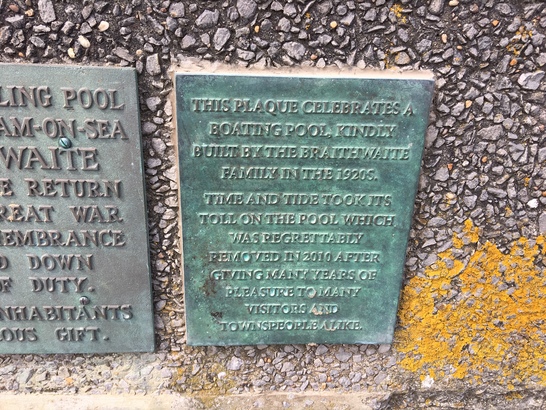 LING POOL
AM-ON-SEA
WAITE
E RETURN
REAT WAR
MEMBRANCE
D DOWN
OF DUTY.
NHABITANTS
OUS GIFT.
THIS PLAQUE CELEBRATES A
BOATING POOL, KINDLY
BUILT BY THE BRAITHWAITE
FAMILY IN THE 1920S.
TIME AND TIDE TOOK ITS
TOLL ON THE POOL WHICH
WAS REGRETTABLY
REMOVED IN 2010 AFTER
GIVING MANY YEARS OF
PLEASURE TO MANY
VISITORS AND
TOWNSPEOPLE ALIKE.